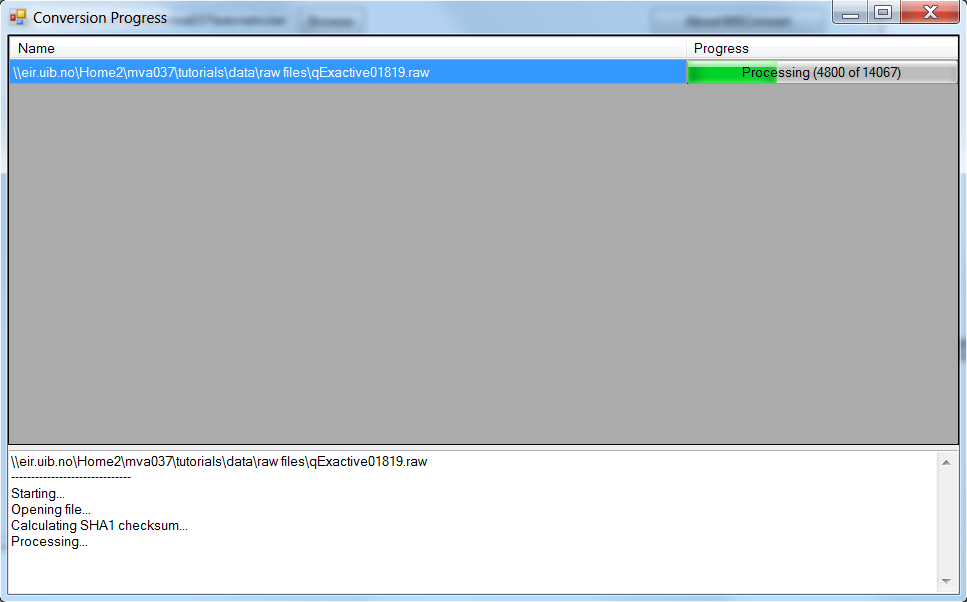 Conversion Progress
Name Progress
\\eir.uib.no\Home2\mva037\tutorials\data\raw files\qExactive01819.raw Processing (4800 of 14067)
\\eir.uib.no\Home2\mva037\tutorials\data\raw files\qExactive01819.raw
------------------------------
Starting...
Opening file...
Calculating SHA1 checksum...
Processing...